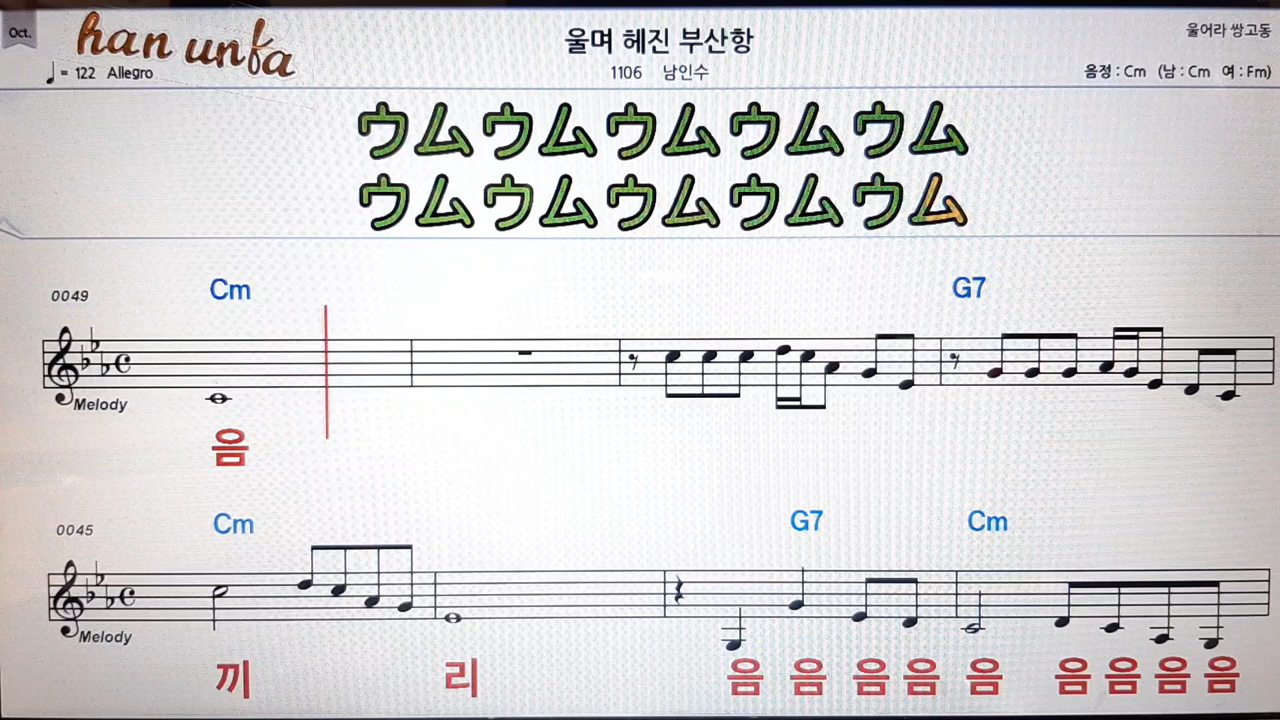 Oct.
han unfa
울며 헤진 부산항
울어라 쌍고동
= 122 Allegro
1106 남인수
음정 : Cm (남 : Cm 여 : Fm)
ウムウムウムウムウム
ウムウムウムウムウム
0049
Cm
G7
Melody
음
0045
Cm
G7
Cm
Melody
끼 리 음 음 음 음 음 음 음 음 음